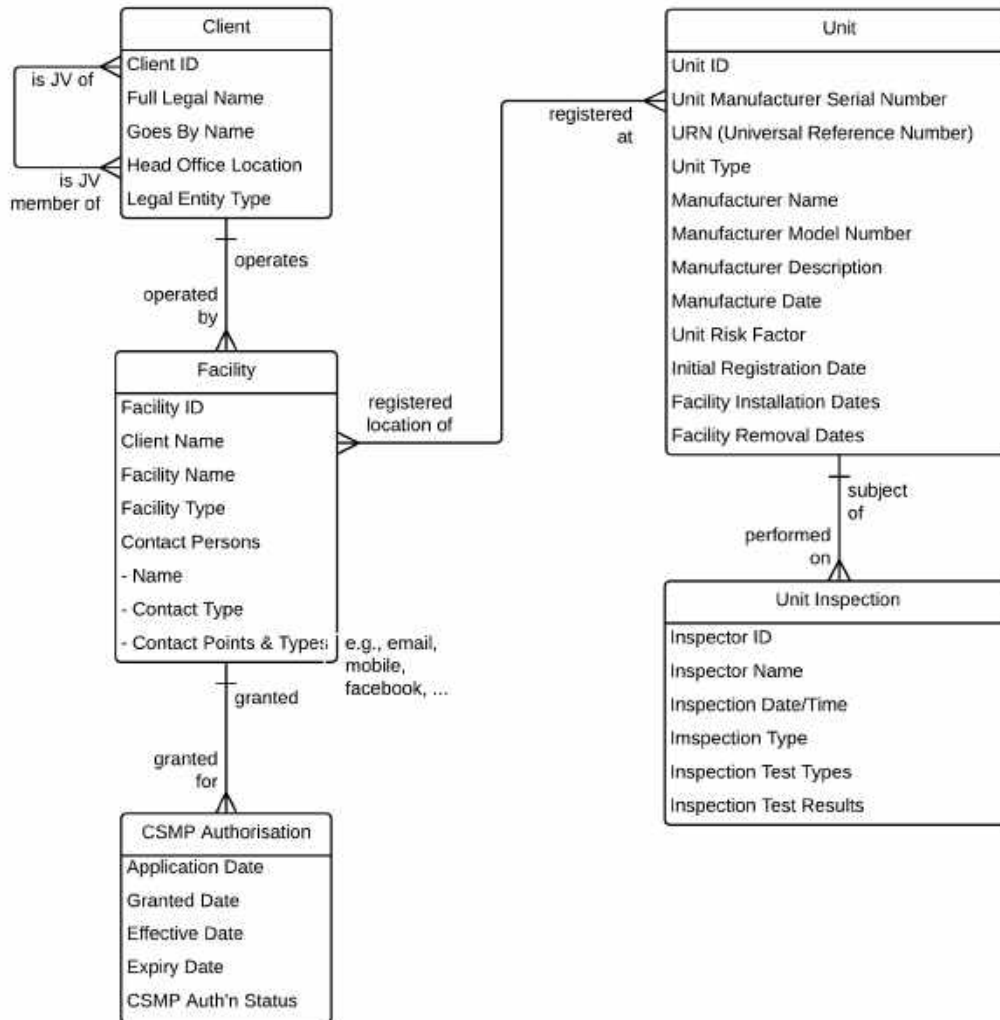 Client
Client ID
Full Legal Name
Goes By Name
Head Office Location
Legal Entity Type
is JV of
is JV
member of
operates
operated
by
Facility
Facility ID
Client Name
Facility Name
Facility Type
Contact Persons
- Name
- Contact Type
- Contact Points & Types
e.g., email,
mobile,
facebook, ...
registered
location of
registered
at
granted
granted
for
CSMP Authorisation
Application Date
Granted Date
Effective Date
Expiry Date
CSMP Auth'n Status
Unit
Unit ID
Unit Manufacturer Serial Number
URN (Universal Reference Number)
Unit Type
Manufacturer Name
Manufacturer Model Number
Manufacturer Description
Manufacture Date
Unit Risk Factor
Initial Registration Date
Facility Installation Dates
Facility Removal Dates
subject
of
performed
on
Unit Inspection
Inspector ID
Inspector Name
Inspection Date/Time
Imspection Type
Inspection Test Types
Inspection Test Results